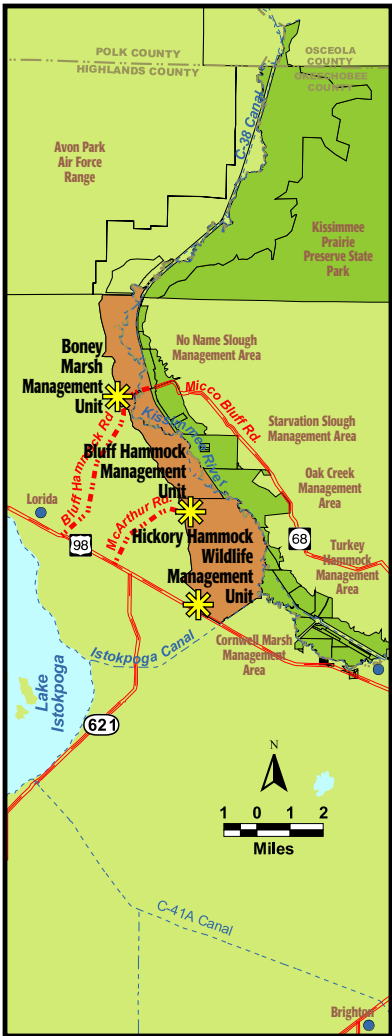 POLK COUNTY
OSCEOLA
COUNTY
HIGHLANDS COUNTY
OKEECHOBEE
COUNTY
C-38 Canal
Avon Park
Air Force
Range
Kissimmee
Prairie
Preserve State
Park
No Name Slough
Management Area
Boney
Marsh
Management
Unit
Micco Bluff Rd.
Kissimmee River
Bluff Hammock Rd
Starvation Slough
Management Area
Bluff Hammock
Management
Unit
Oak Creek
Management
Area
Lorida
McArthur Rd.
98
68
Hickory Hammock
Wildlife
Management
Unit
Turkey
Hammock
Management
Area
Cornwell Marsh
Management
Area
Istokpoga Canal
Lake
Istokpoga
621
N
1 0 1 2
Miles
C-41A Canal
Brighton